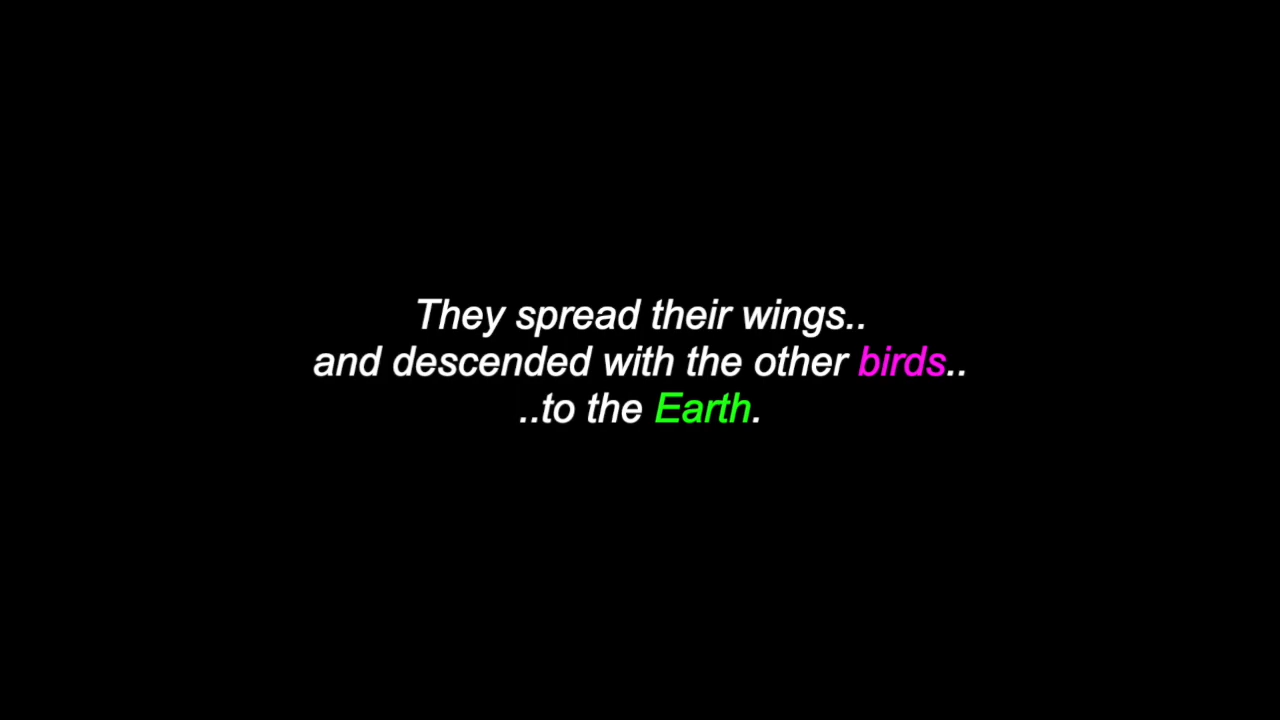 They spread their wings..
and descended with the other birds..
..to the Earth.